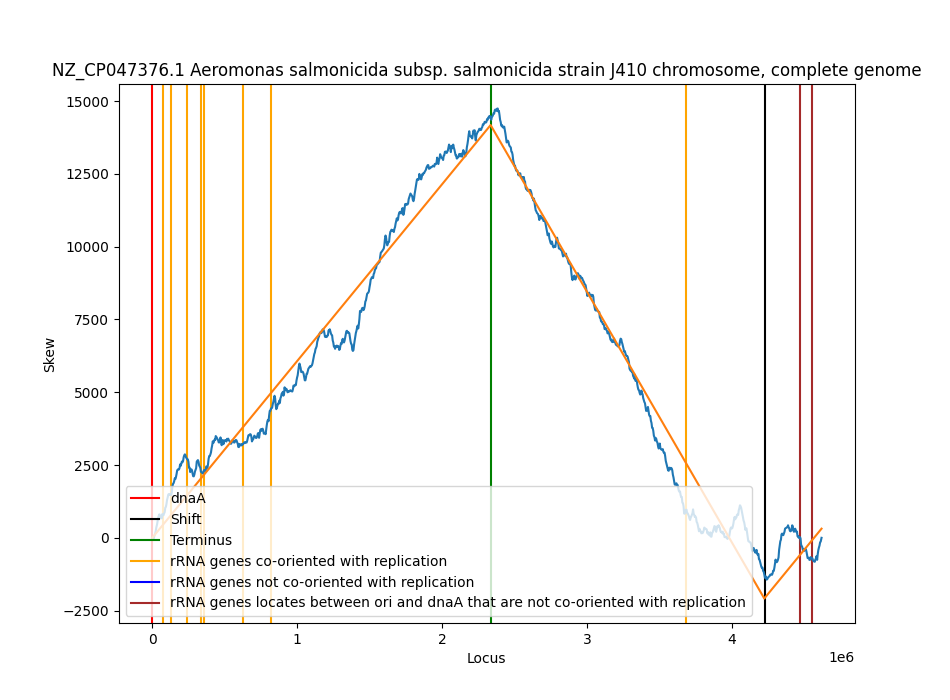 NZ_CP047376.1 Aeromonas salmonicida subsp. salmonicida strain J410 chromosome, complete genome
15000
12500
10000
7500
5000
2500
0
−2500
Skew
dnaA
Shift
Terminus
rRNA genes co-oriented with replication
rRNA genes not co-oriented with replication
rRNA genes locates between ori and dnaA that are not co-oriented with replication
0
1
2
3
4
1e6
Locus